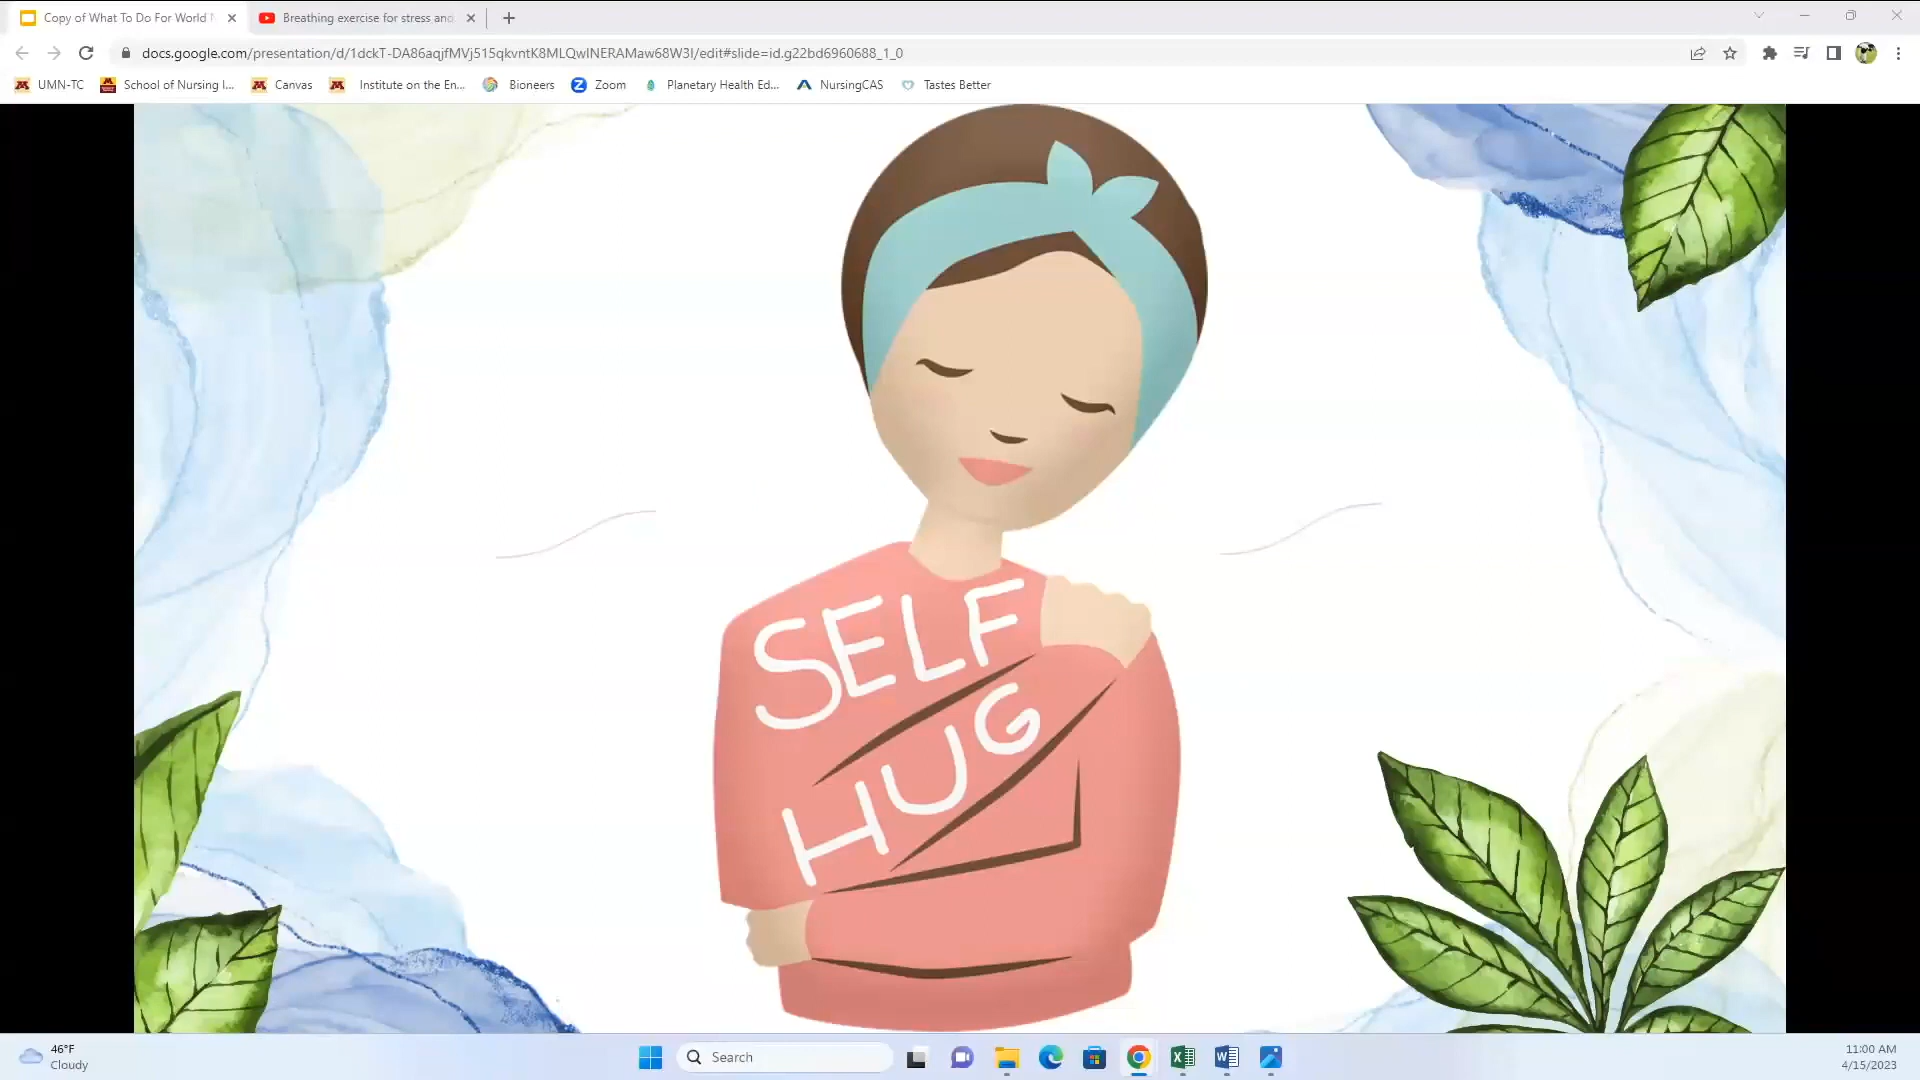 Copy of What To Do For World
Breathing exercise for stress and
docs.google.com/presentation/d/1dckT-DA86aqjfMVj515qkvntK8MLQwlNERAMaw68W3I/edit#slide=id.g22bd6960688_1_0
UMN-TC
School of Nursing I...
Canvas
Institute on the En...
Bioneers
Zoom
Planetary Health Ed...
NursingCAS
Tastes Better
SELF
HUG
46°F
Cloudy
Search
11:00 AM
4/15/2023